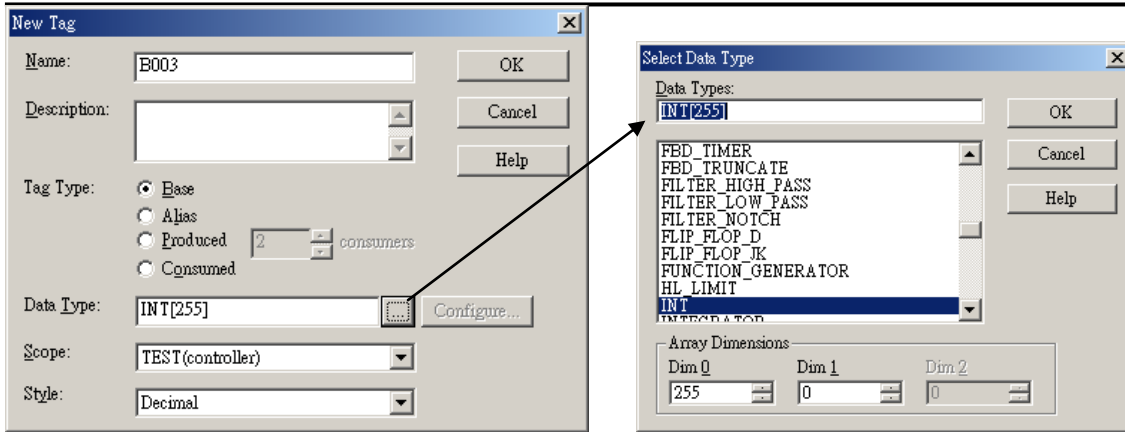 New Tag
Name:
B003
OK
Description:
Cancel
Help
Tag Type:
Base
Alias
Produced
2
consumers
Consumed
Data Type:
INT[255]
...
Configure...
Scope:
TEST(controller)
Style:
Decimal
Select Data Type
Data Types:
INT[255]
OK
FBD_TIMER
FBD_TRUNCATE
FILTER_HIGH_PASS
FILTER_LOW_PASS
FILTER_NOTCH
FLIP_FLOP_D
FLIP_FLOP_JK
FUNCTION_GENERATOR
HL_LIMIT
INT
INTEGRATOR
Cancel
Help
Array Dimensions
Dim 0
Dim 1
Dim 2
255
0
0